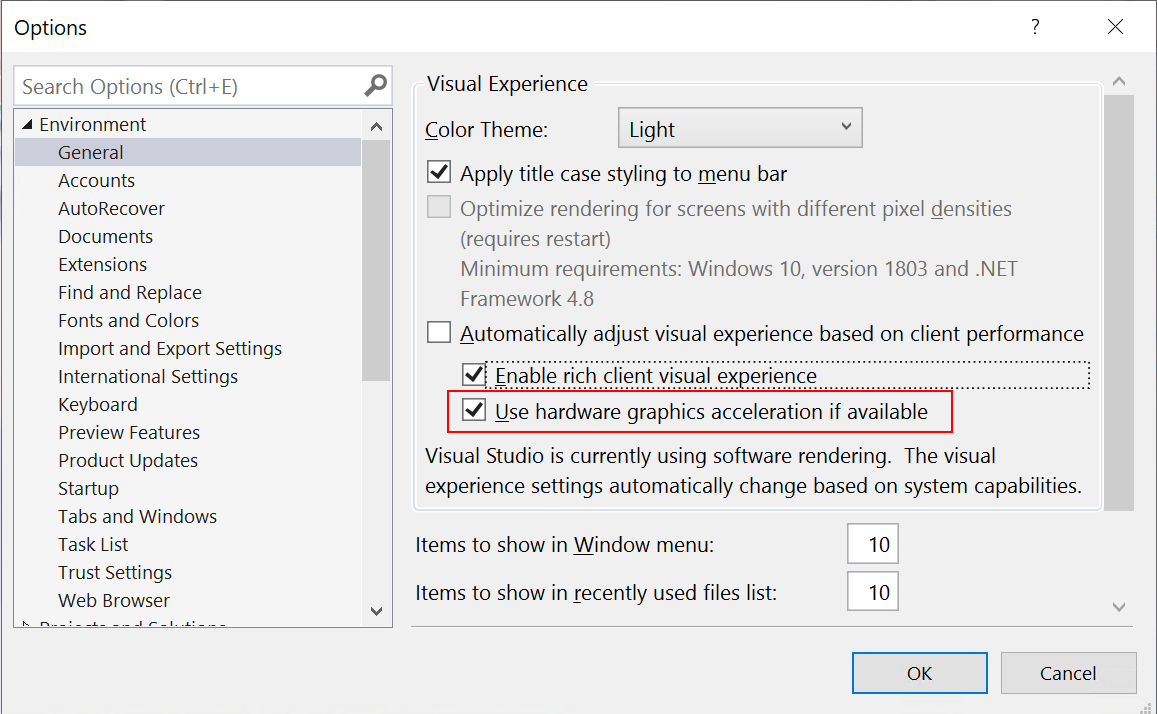 Options
?
Search Options (Ctrl+E)
Environment
General
Accounts
AutoRecover
Documents
Extensions
Find and Replace
Fonts and Colors
Import and Export Settings
International Settings
Keyboard
Preview Features
Product Updates
Startup
Tabs and Windows
Task List
Trust Settings
Web Browser
Projects and Solutions
Visual Experience
Color Theme: Light
Apply title case styling to menu bar
Optimize rendering for screens with different pixel densities
(requires restart)
Minimum requirements: Windows 10, version 1803 and .NET
Framework 4.8
Automatically adjust visual experience based on client performance
Enable rich client visual experience
Use hardware graphics acceleration if available
Visual Studio is currently using software rendering.  The visual
experience settings automatically change based on system capabilities.
Items to show in Window menu: 10
Items to show in recently used files list: 10
OK Cancel